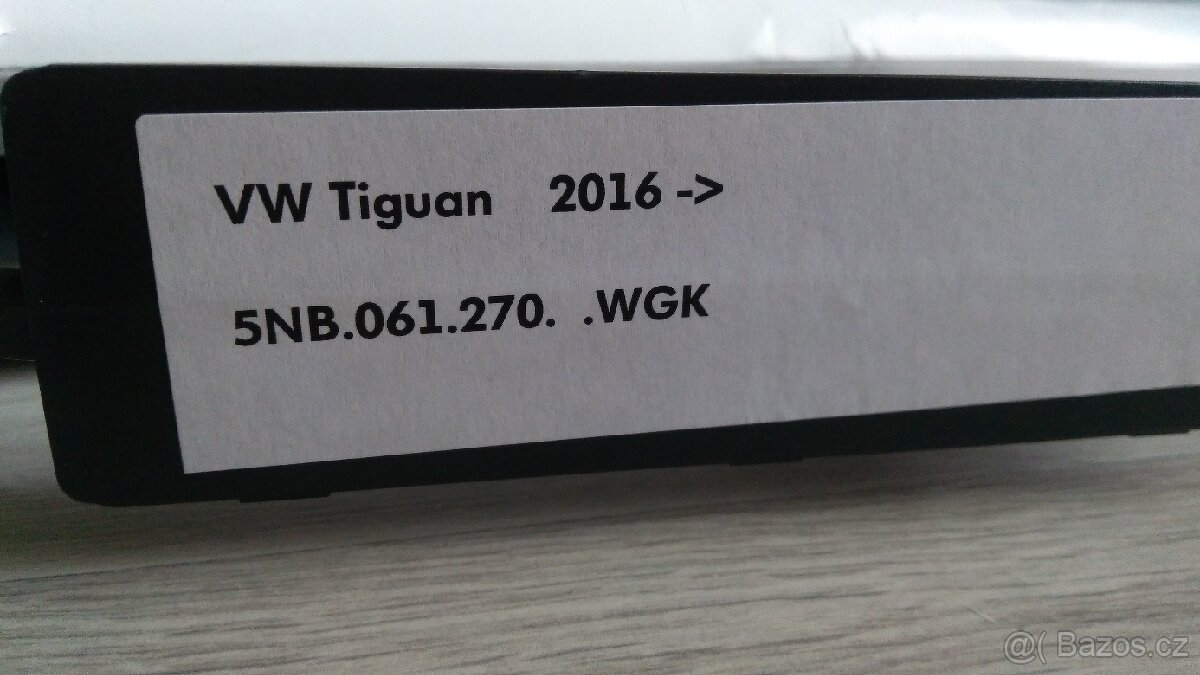 VW Tiguan 2016 ->
5NB.061.270. .WGK
@( Bazos.cz